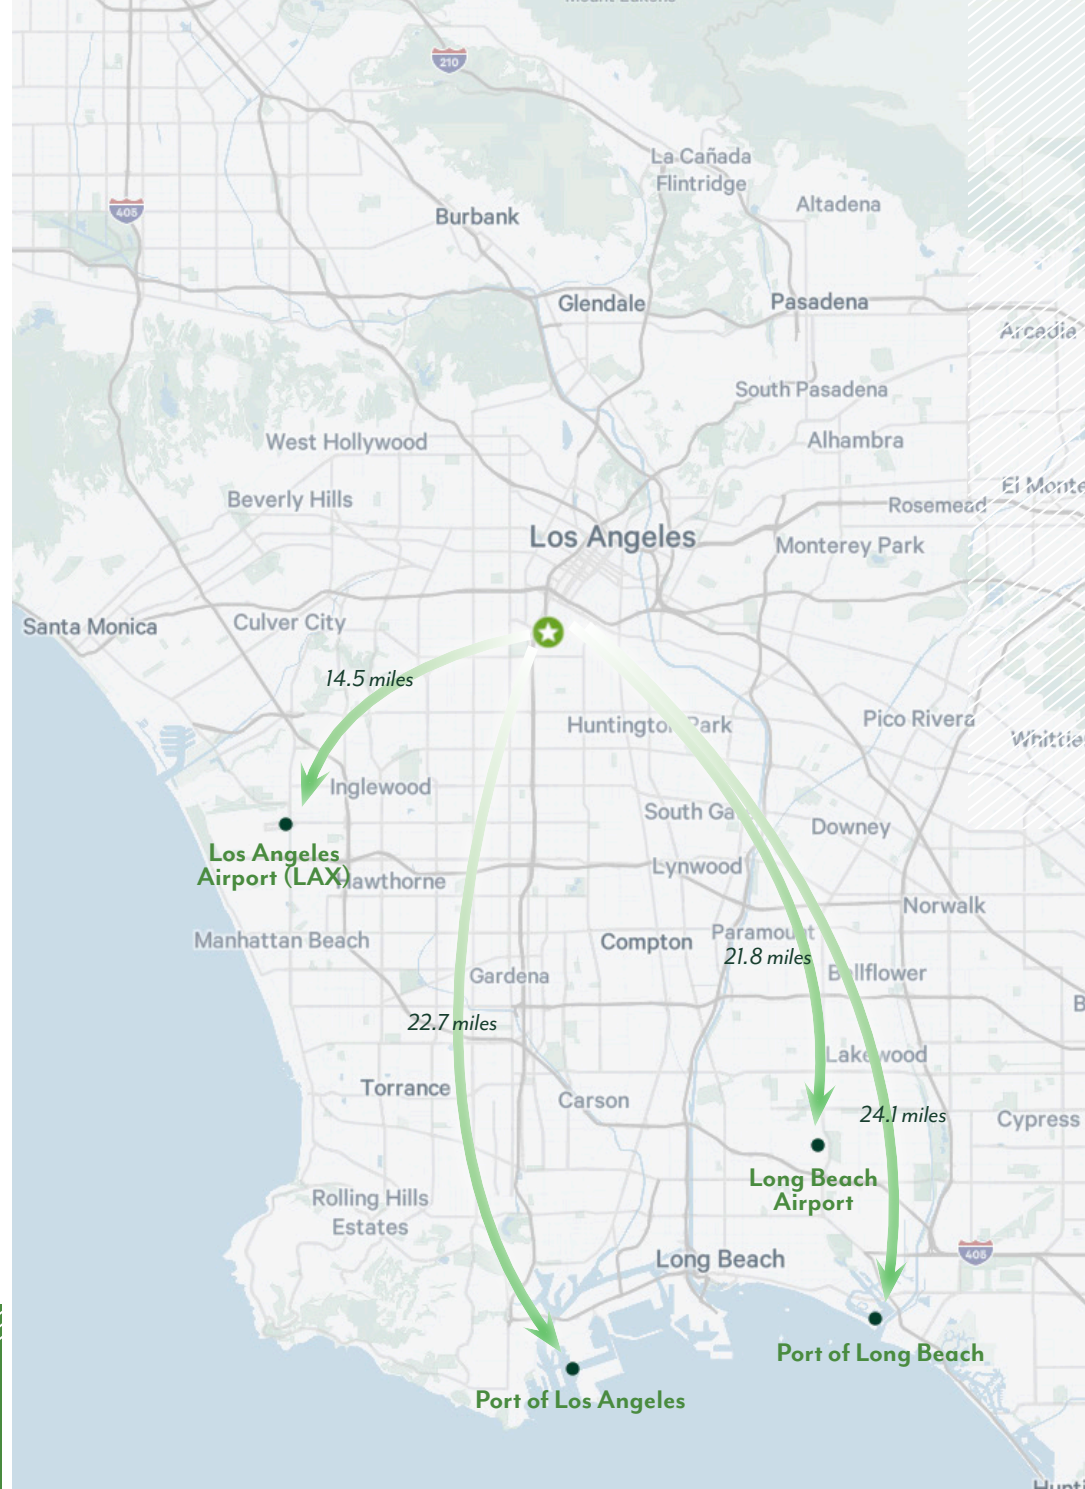 210
La Cañada
Flintridge
Altadena
405
Burbank
Glendale
Pasadena
Arcadia
South Pasadena
West Hollywood
Alhambra
Beverly Hills
El Monte
Rosemead
Los Angeles
Monterey Park
Santa Monica
Culver City
14.5 miles
Huntington Park
Pico Rivera
Inglewood
South Ga
Downey
Los Angeles
Airport (LAX)
Hawthorne
Lynwood
Norwalk
Manhattan Beach
Compton
Paramount
21.8 miles
Gardena
Bellflower
B
22.7 miles
Lakewood
Torrance
Carson
24.1 miles
Cypress
Long Beach
Airport
Rolling Hills
Estates
Long Beach
405
Port of Long Beach
Port of Los Angeles